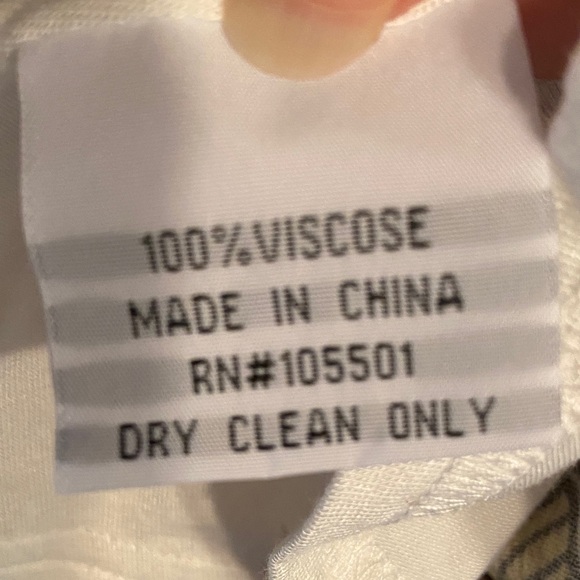 100%VISCOSE
MADE IN CHINA
RN#105501
DRY CLEAN ONLY